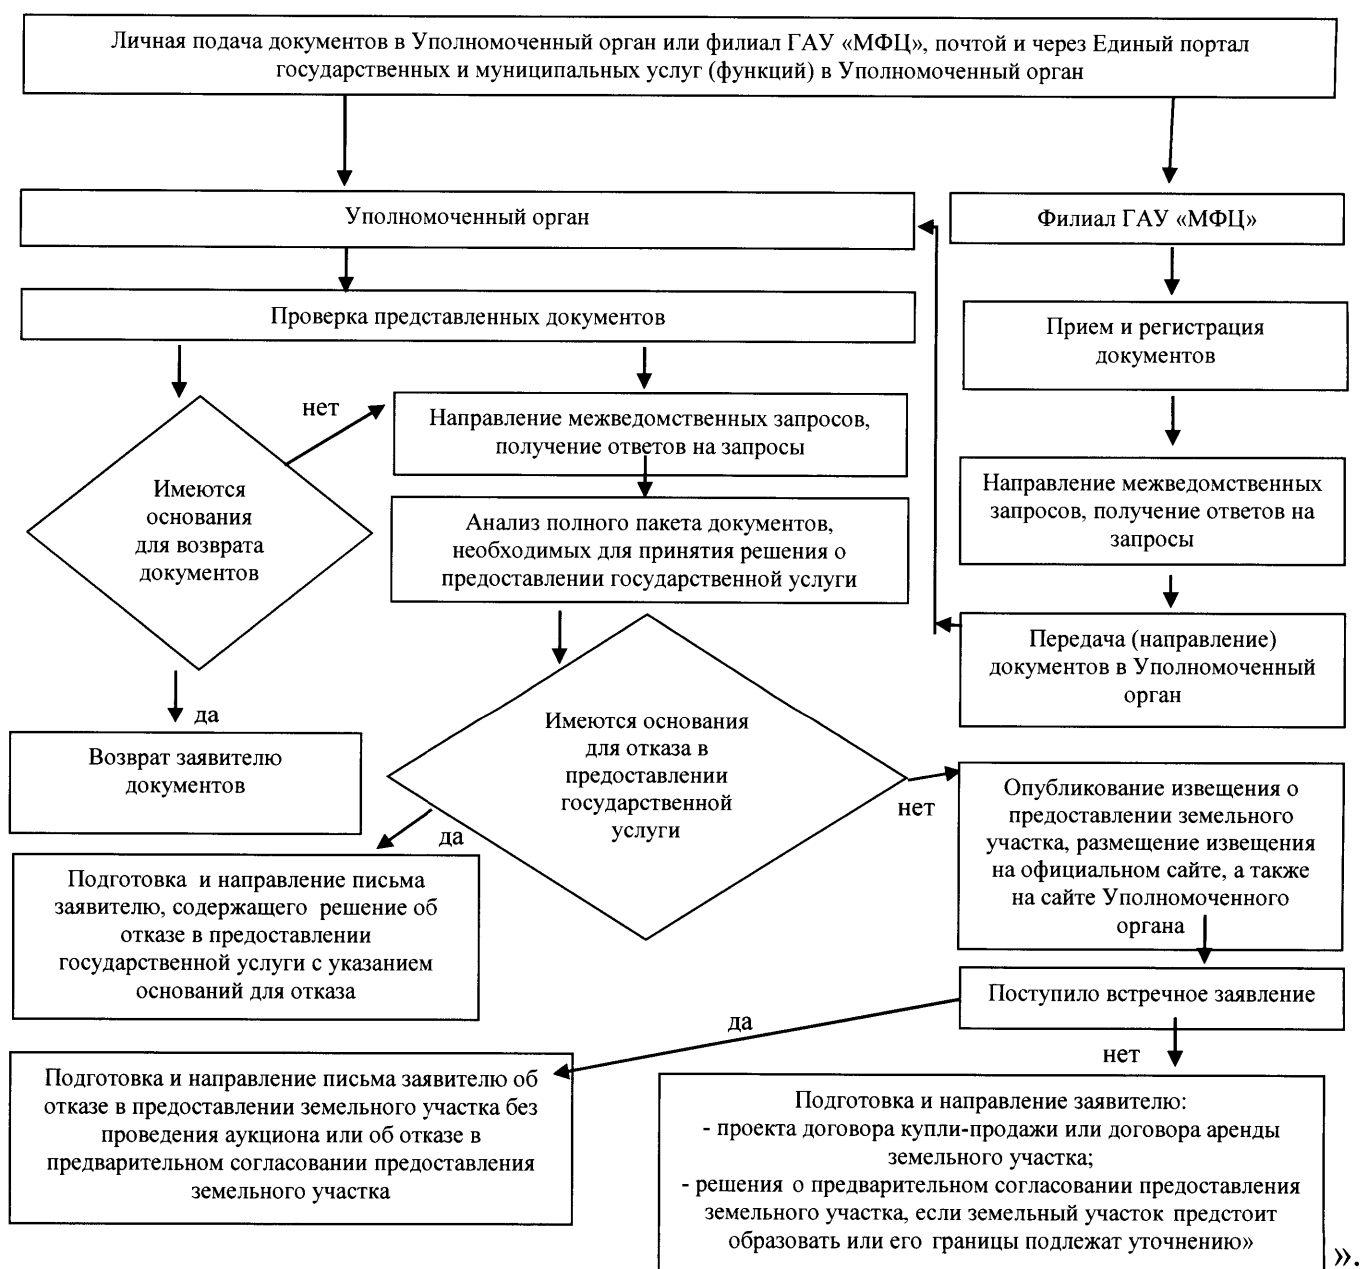 Личная подача документов в Уполномоченный орган или филиал ГАУ «МФЦ», почтой и через Единый портал
государственных и муниципальных услуг (функций) в Уполномоченный орган
Уполномоченный орган
Филиал ГАУ «МФЦ»
Проверка представленных документов
Прием и регистрация
документов
нет
Направление межведомственных запросов,
получение ответов на запросы
Имеются
основания
для возврата
документов
Направление межведомственных
запросов, получение ответов на
запросы
Анализ полного пакета документов,
необходимых для принятия решения о
предоставлении государственной услуги
Передача (направление)
документов в Уполномоченный
орган
да
Возврат заявителю
документов
Имеются основания
для отказа в
предоставлении
государственной
услуги
нет
да
Опубликование извещения о
предоставлении земельного
участка, размещение извещения
на официальном сайте, а также
на сайте Уполномоченного
органа
Подготовка и направление письма
заявителю, содержащего решение об
отказе в предоставлении
государственной услуги с указанием
оснований для отказа
Поступило встречное заявление
да
нет
Подготовка и направление письма заявителю об
отказе в предоставлении земельного участка без
проведения аукциона или об отказе в
предварительном согласовании предоставления
земельного участка
Подготовка и направление заявителю:
- проекта договора купли-продажи или договора аренды
земельного участка;
- решения о предварительном согласовании предоставления
земельного участка, если земельный участок предстоит
образовать или его границы подлежат уточнению»
».